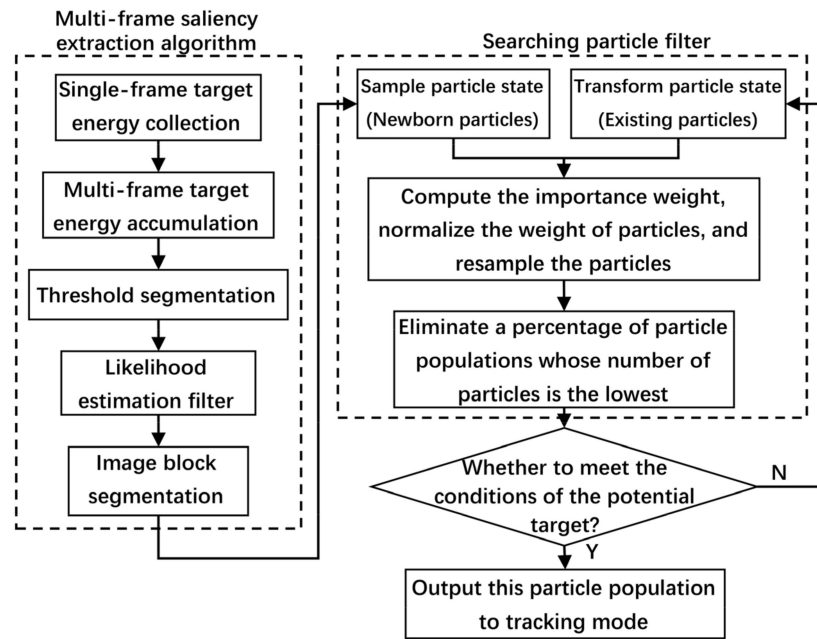 Multi-frame saliency
extraction algorithm
Single-frame target
energy collection
Multi-frame target
energy accumulation
Threshold segmentation
Likelihood
estimation filter
Image block
segmentation
Searching particle filter
Sample particle state
(Newborn particles)
Transform particle state
(Existing particles)
Compute the importance weight,
normalize the weight of particles, and
resample the particles
Eliminate a percentage of particle
populations whose number of
particles is the lowest
Whether to meet the
conditions of the potential
target?
N
Y
Output this particle population
to tracking mode